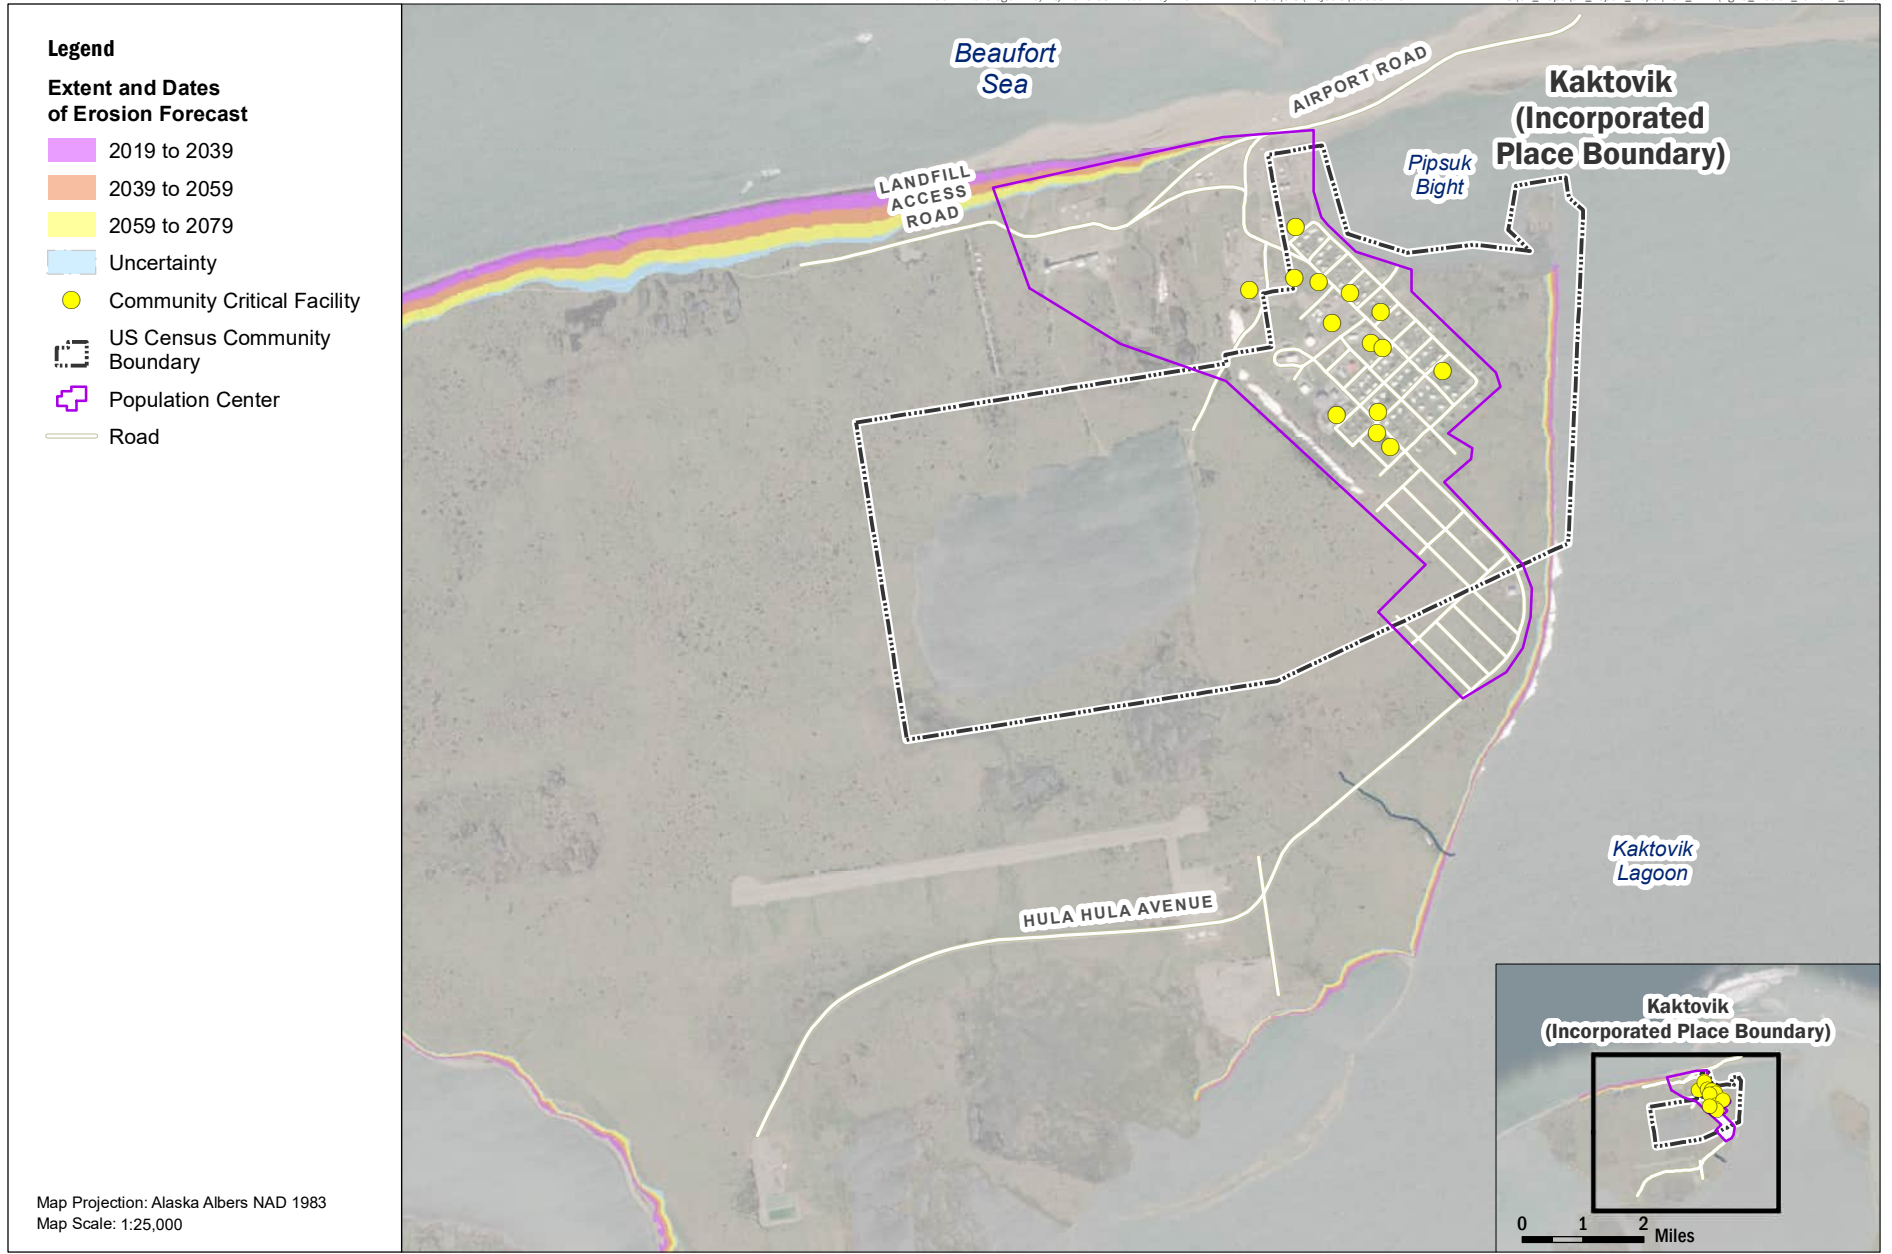 Legend
Extent and Dates
of Erosion Forecast
2019 to 2039
2039 to 2059
2059 to 2079
Uncertainty
Community Critical Facility
US Census Community
Boundary
Population Center
Road
Map Projection: Alaska Albers NAD 1983
Map Scale: 1:25,000
Beaufort
Sea
AIRPORT ROAD
Kaktovik
(Incorporated
Place Boundary)
Pipsuk
Bight
LANDFILL
ACCESS
ROAD
Kaktovik
Lagoon
HULA HULA AVENUE
Kaktovik
(Incorporated Place Boundary)
0 1 2
Miles